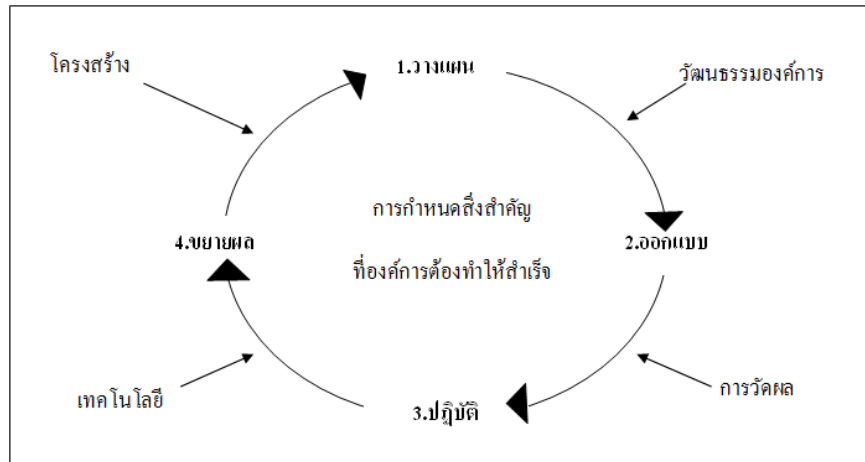 โครงสร้าง
1.วางแผน
วัฒนธรรมองค์การ
การกำหนดสิ่งสำคัญ
4.ขยายผล
2.ออกแบบ
ที่องค์การต้องทำให้สำเร็จ
เทคโนโลยี
3.ปฏิบัติ
การวัดผล